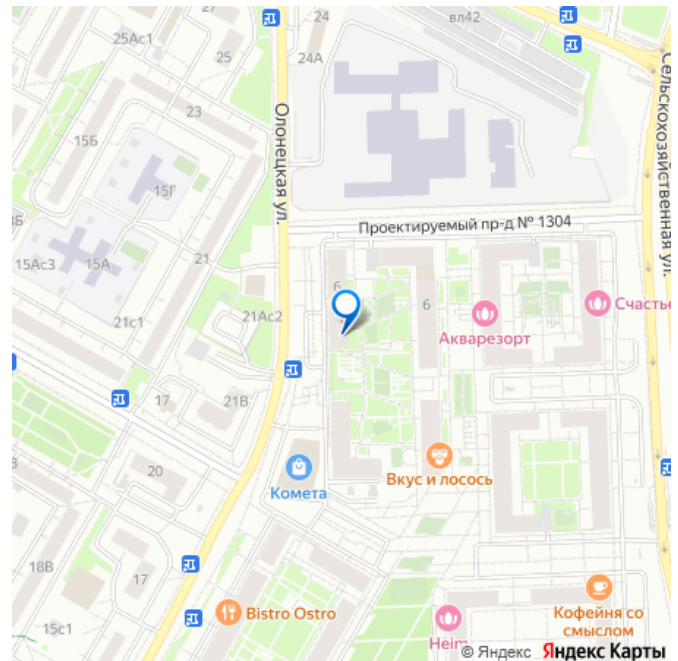 24
вл42
25Ас1
25
24А
Олонецкая ул.
Сельскохозяйственная ул.
23
15Б
15Г
Проектируемый пр-д № 1304
15А
15Ас3
21
6
6
Счастье
Акварезорт
21Ас2
21с1
17
21В
20
Вкус и лосось
Комета
18В
17
15с1
Bistro Ostro
Кофейня со
смыслом
Heim
© Яндекс Яндекс Карты